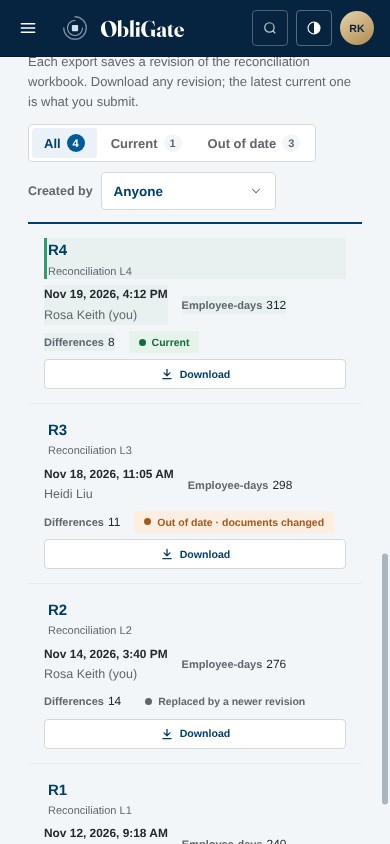 ObliGate
RK
Each export saves a revision of the reconciliation
workbook. Download any revision; the latest current one
is what you submit.
All 4 Current 1 Out of date 3
Created by Anyone
R4
Reconciliation L4
Nov 19, 2026, 4:12 PM
Rosa Keith (you)
Employee-days 312
Differences 8 Current
Download
R3
Reconciliation L3
Nov 18, 2026, 11:05 AM
Heidi Liu
Employee-days 298
Differences 11 Out of date · documents changed
Download
R2
Reconciliation L2
Nov 14, 2026, 3:40 PM
Rosa Keith (you)
Employee-days 276
Differences 14 Replaced by a newer revision
Download
R1
Reconciliation L1
Nov 12, 2026, 9:18 AM
Employee-days